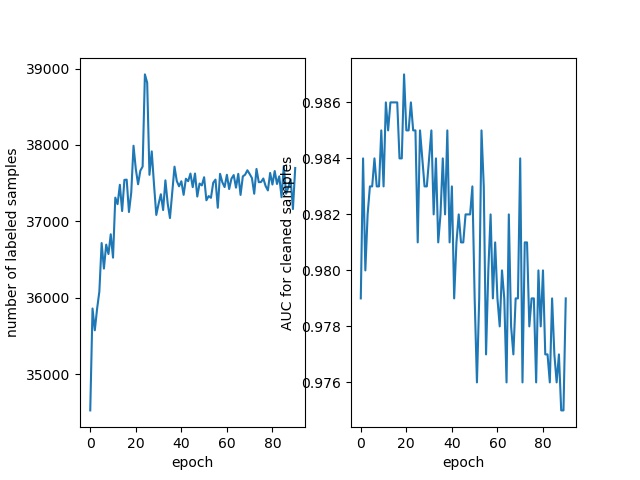 39000
38000
37000
36000
35000
number of labeled samples
0 20 40 60 80
epoch
0.986
0.984
0.982
0.980
0.978
0.976
AUC for cleaned samples
0 20 40 60 80
epoch